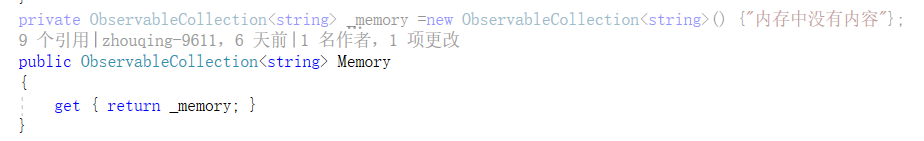 private ObservableCollection<string> _memory =new ObservableCollection<string>() {"内存中没有内容"};
9 个引用|zhouqing-9611，6 天前|1 名作者，1 项更改
public ObservableCollection<string> Memory
{
get { return _memory; }
}